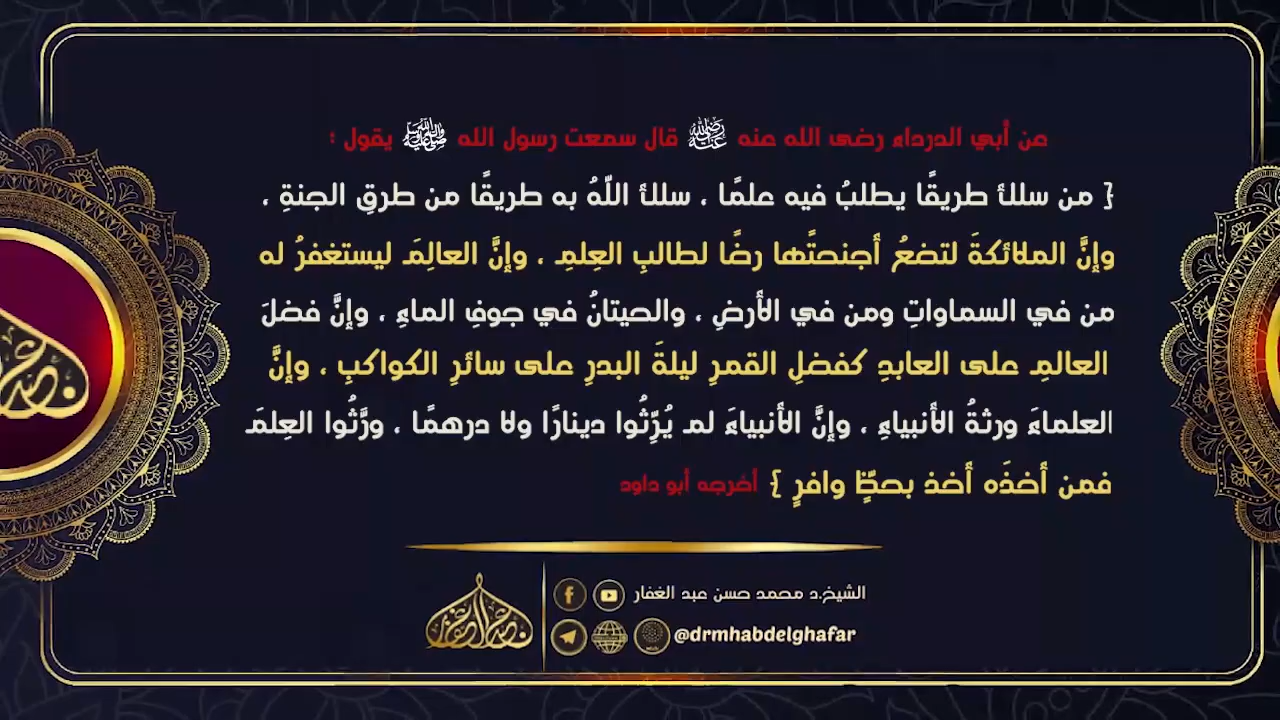 عن أبي الدرداء رضى الله عنه رضي الله عنه قال سمعت رسول الله ﷺ يقول :
{ من سلك طريقًا يطلبُ فيه علمًا ، سلك اللّهُ به طريقًا من طرقِ الجنةِ ،
وإنَّ الملائكةَ لتضعُ أجنحتَها رضًا لطالبِ العِلمِ ، وإنَّ العالِمَ ليستغفرُ له
من في السماواتِ ومن في الأرضِ ، والحيتانُ في جوفِ الماءِ ، وإنَّ فضلَ
العالمِ على العابدِ كفضلِ القمرِ ليلةَ البدرِ على سائرِ الكواكبِ ، وإنَّ
العلماءَ ورثةُ الأنبياءِ ، وإنَّ الأنبياءَ لم يُرِّثُوا دينارًا ولا درهمًا ، ورَّثُوا العِلمَ
فمن أخذَه أخذ بحظٍّ وافرٍ } أخرجه أبو داود
الشيخ.د محمد حسن عبد الغفار
@drmhabdelghafar